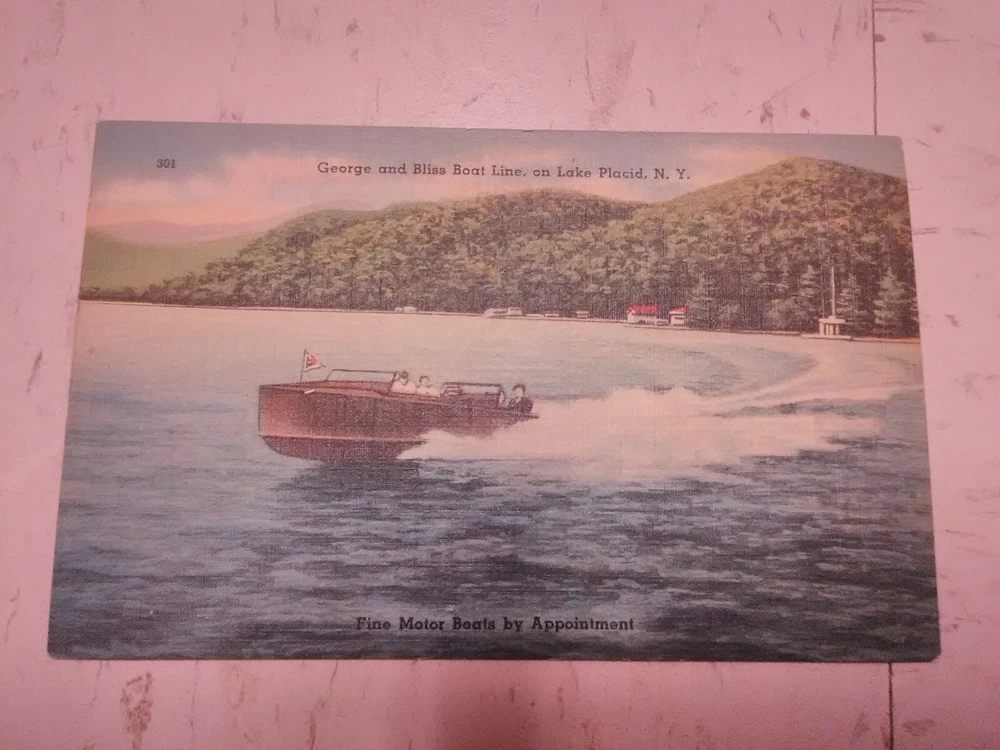 301
George and Bliss Boat Line, on Lake Placid, N. Y.
Fine Motor Boats by Appointment